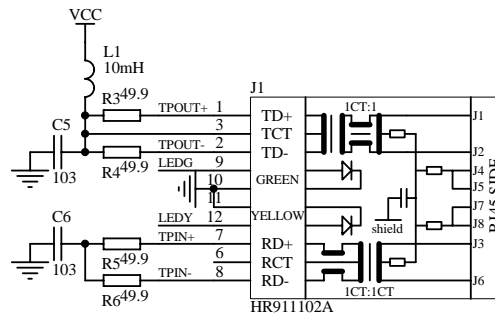 VCC
L1
10mH
J1
R3 49.9
TPOUT+ 1
TD+
1CT:1
J1
3
TCT
C5
TPOUT- 2
TD-
J2
103
R4 49.9
LEDG 9
J4
10
GREEN
J5
11
J7
C6
LEDY 12
YELLOW
shield
J8
TPIN+ 7
RD+
J3
R5 49.9
6
RCT
103
TPIN- 8
RD-
J6
R6 49.9
1CT:1CT
HR911102A
RJ45 SIDE